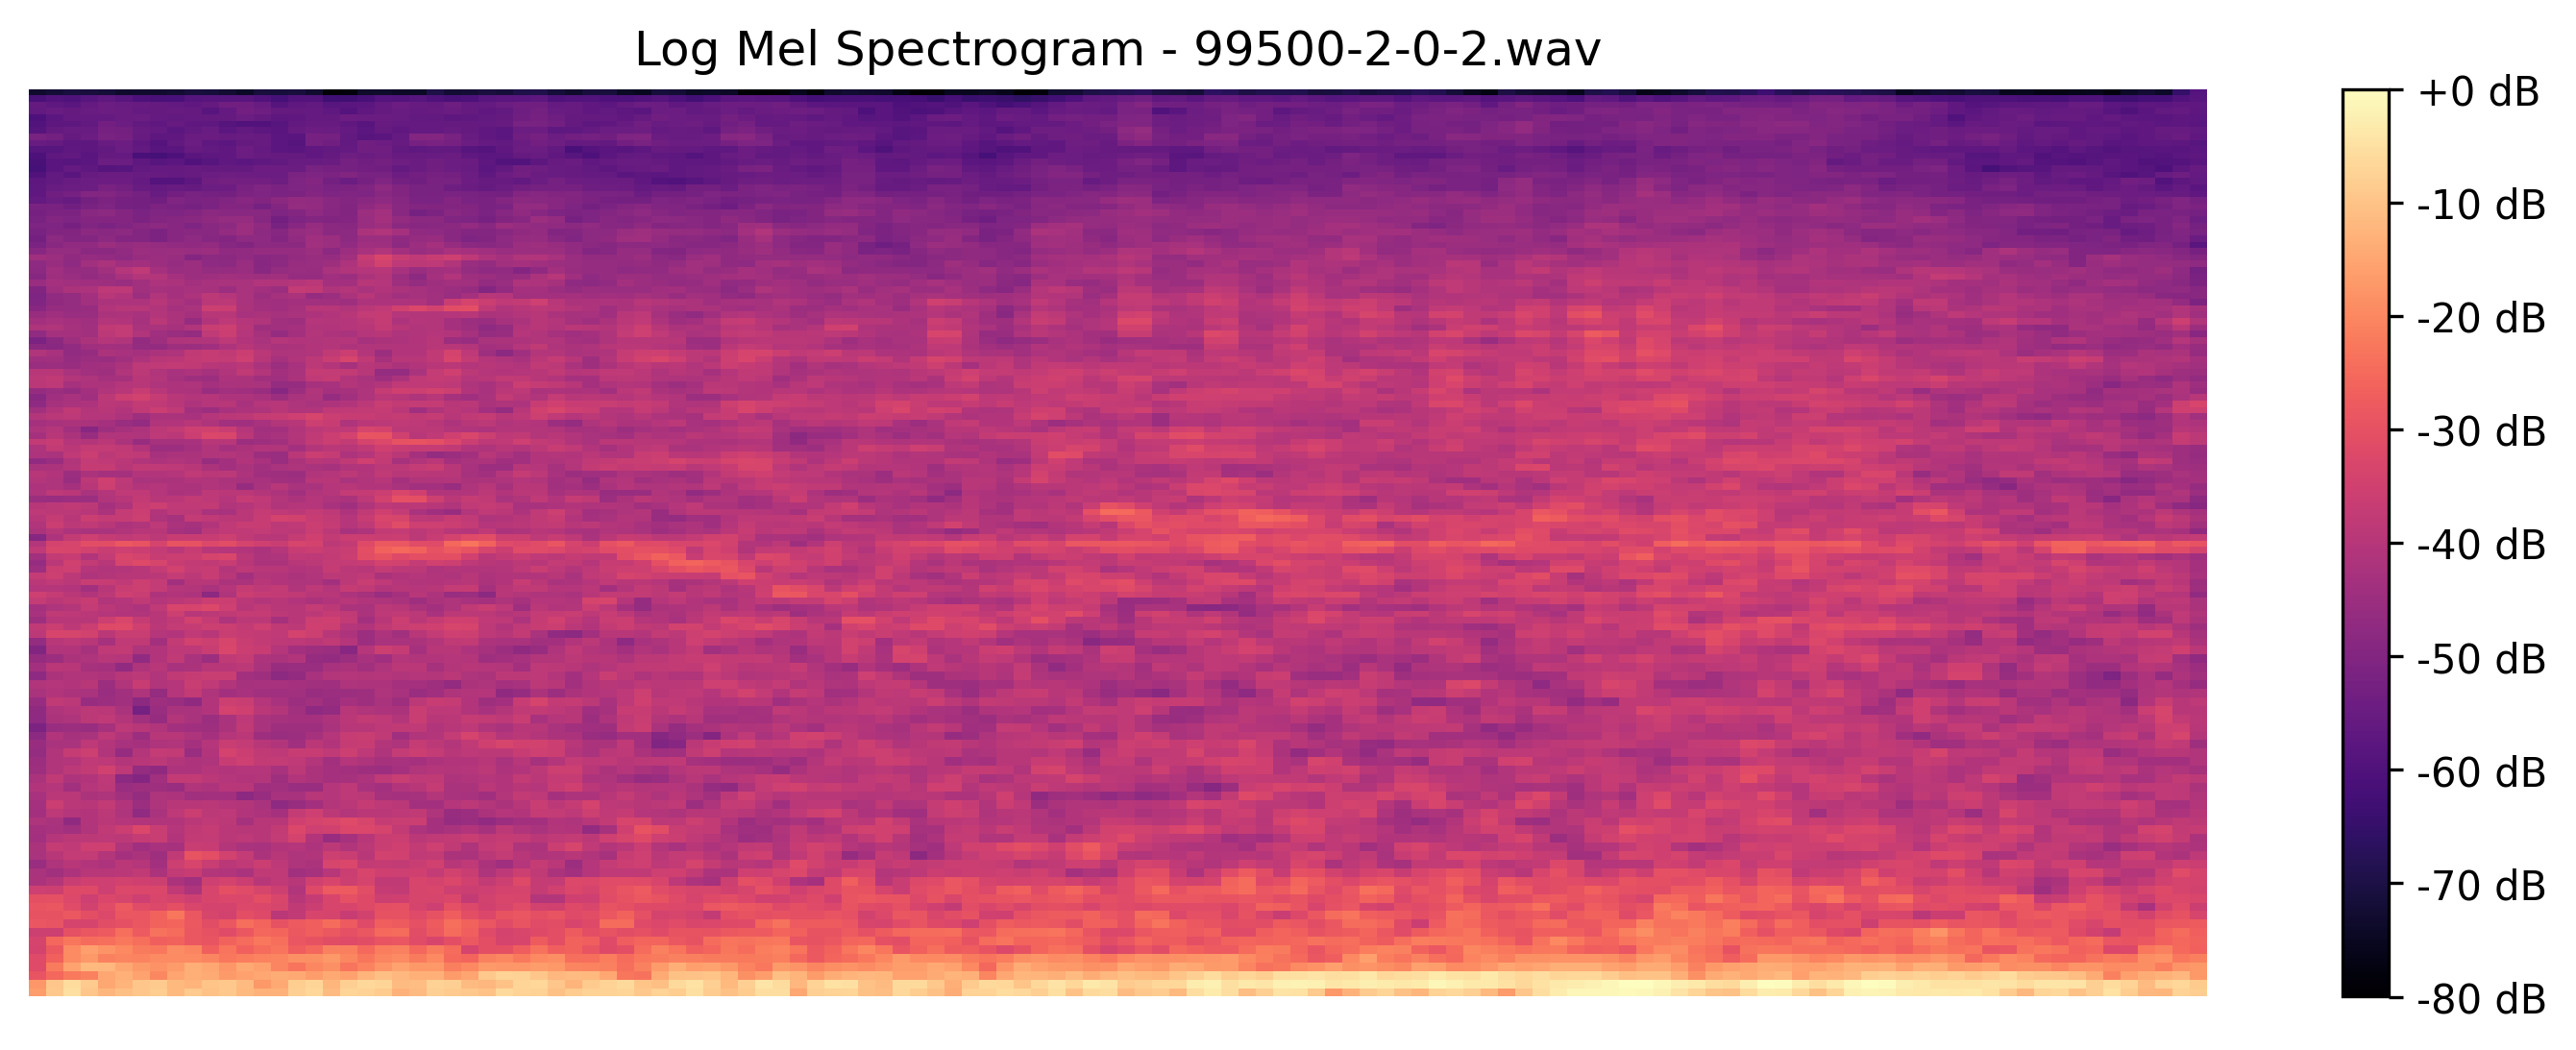 Log Mel Spectrogram - 99500-2-0-2.wav
+0 dB
-10 dB
-20 dB
-30 dB
-40 dB
-50 dB
-60 dB
-70 dB
-80 dB